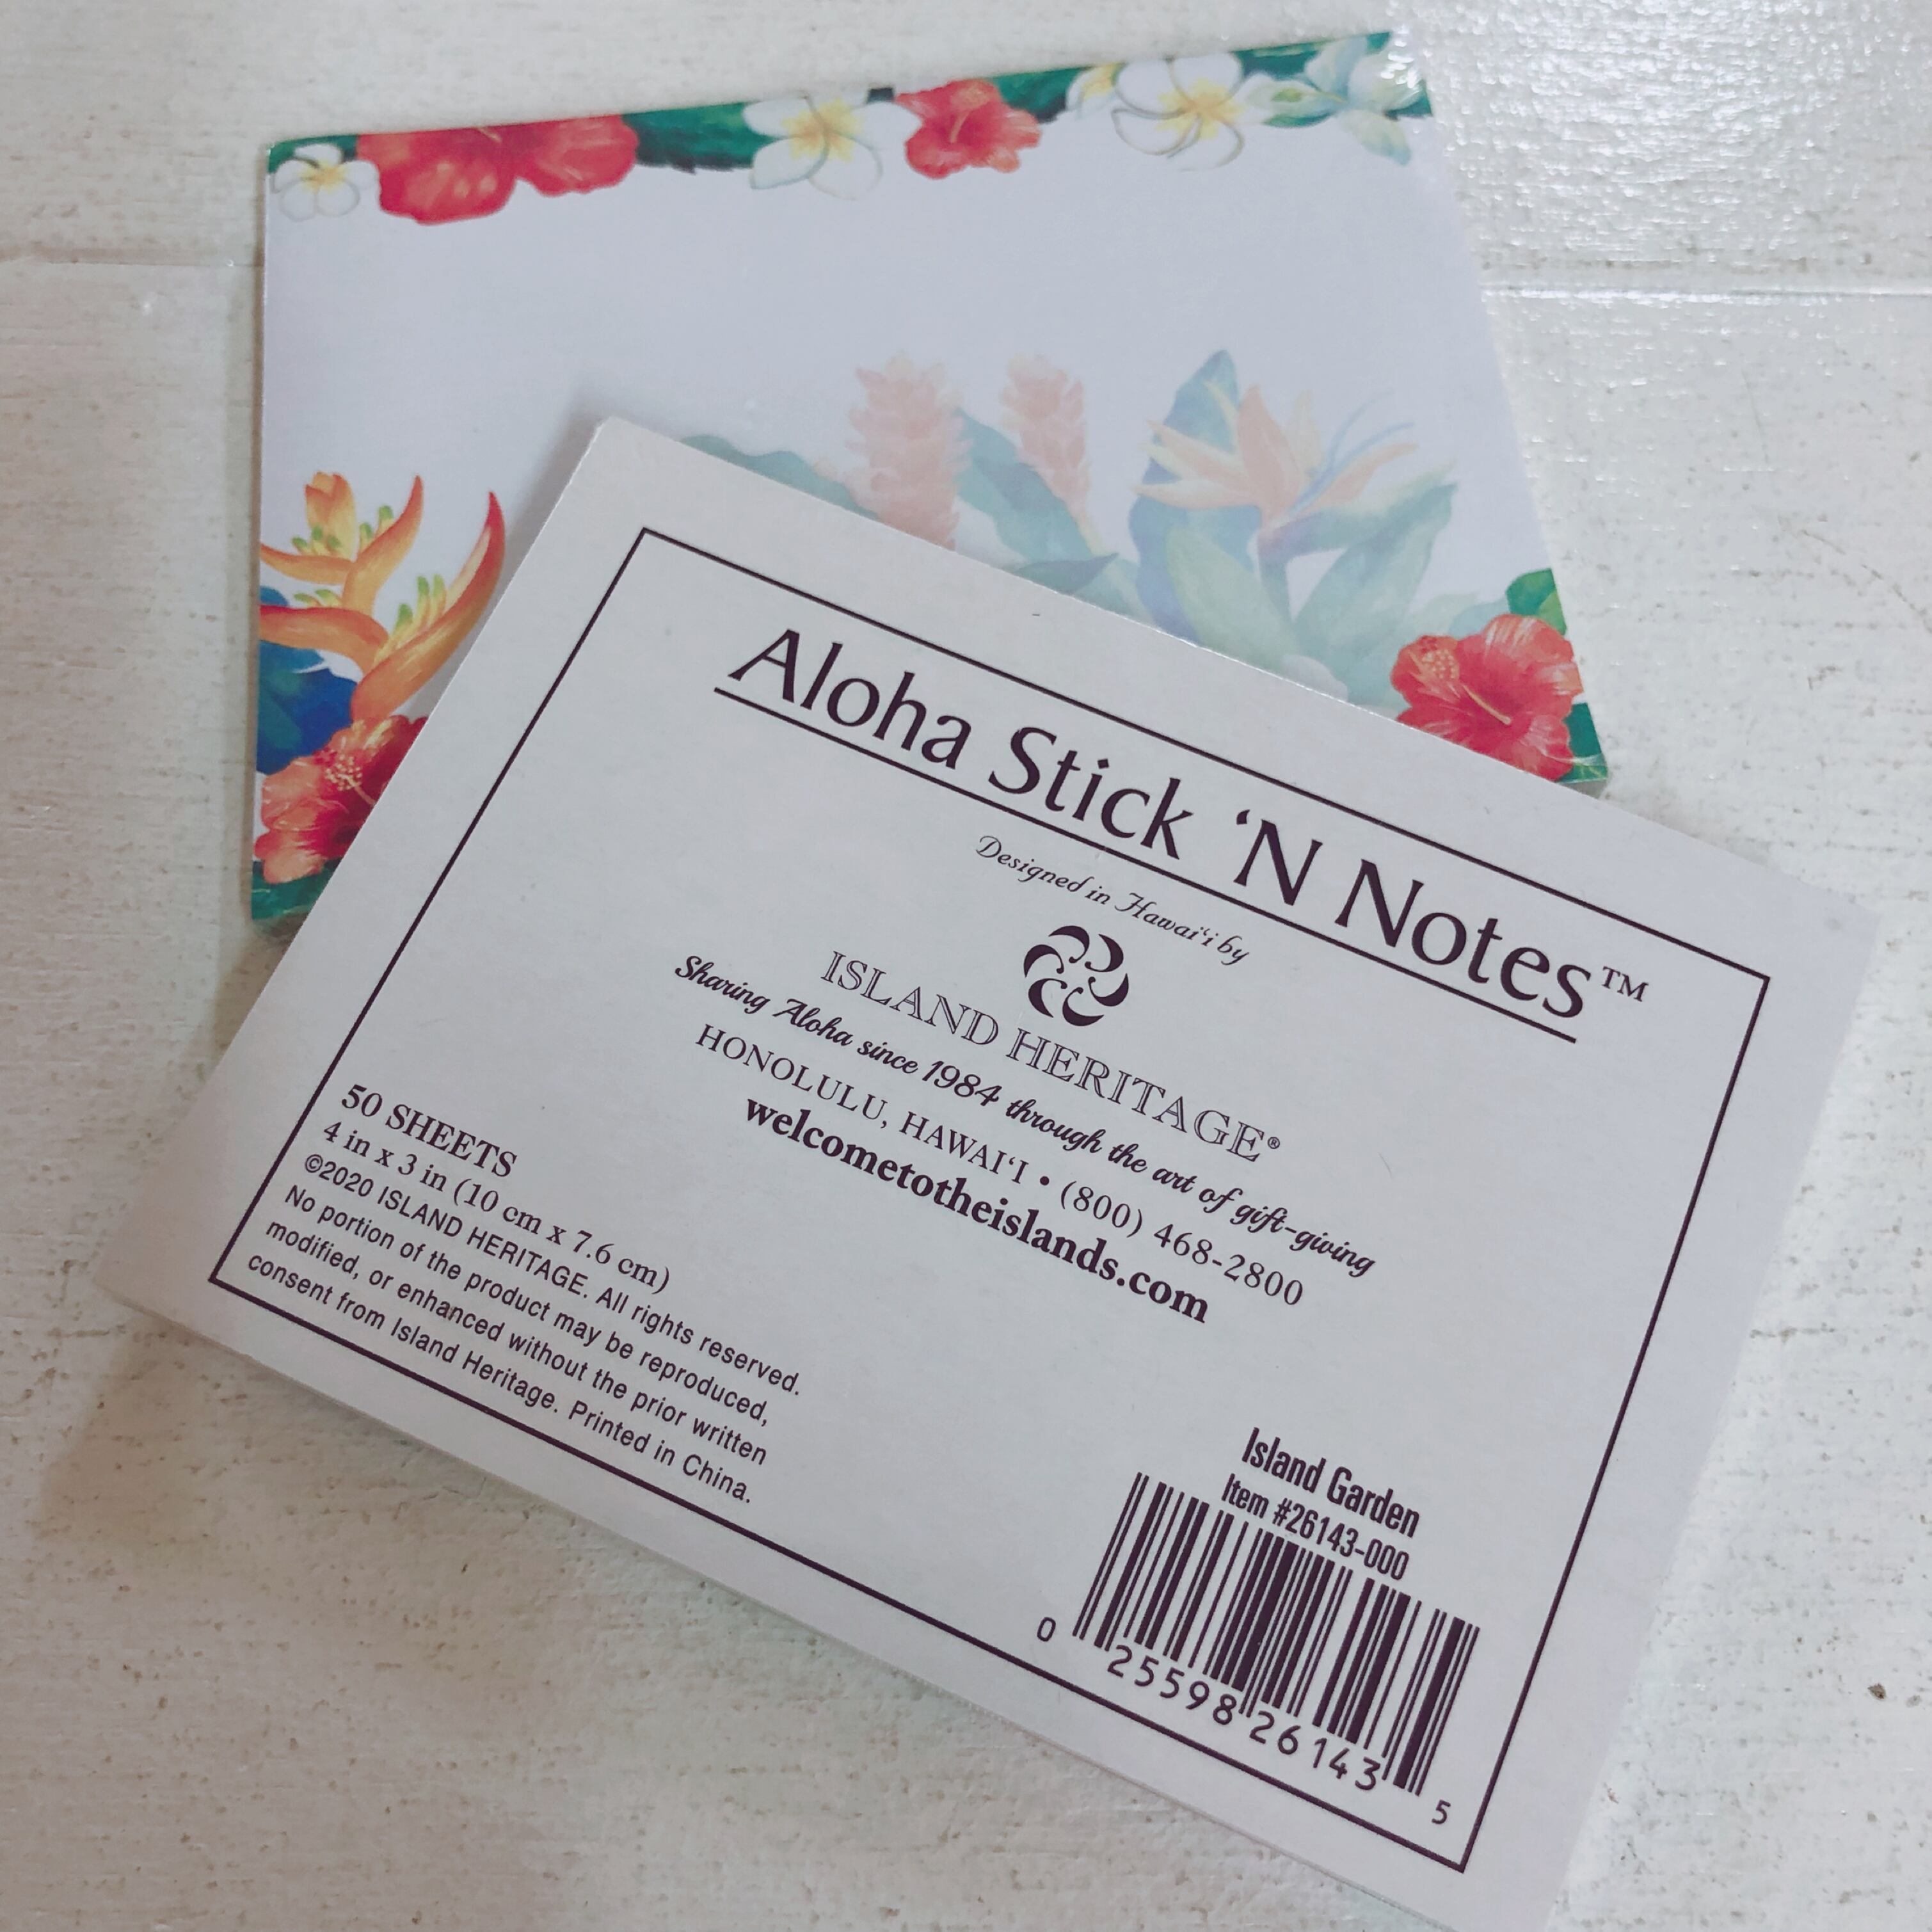 Aloha Stick ‘N Notes™
Designed in Hawai‘i by
ISLAND HERITAGE®
Sharing Aloha since 1984 through the art of gift-giving
HONOLULU, HAWAI‘I • (800) 468-2800
welcometotheislands.com
50 SHEETS
4 in x 3 in (10 cm x 7.6 cm)
©2020 ISLAND HERITAGE. All rights reserved.
No portion of the product may be reproduced,
modified, or enhanced without the prior written
consent from Island Heritage. Printed in China.
Island Garden
Item #26143-000
0 25598 26143 5